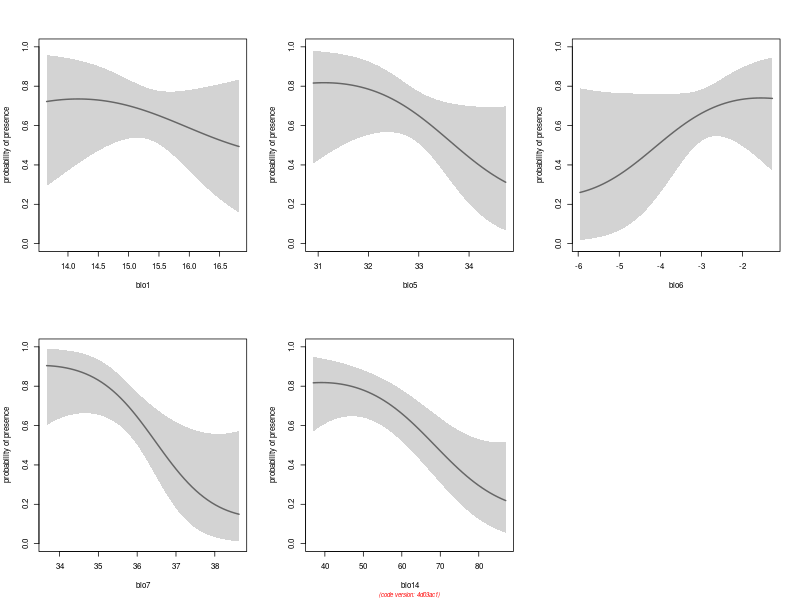 probability of presence
0.0 0.2 0.4 0.6 0.8 1.0
14.0 14.5 15.0 15.5 16.0 16.5
bio1
probability of presence
0.0 0.2 0.4 0.6 0.8 1.0
31 32 33 34
bio5
probability of presence
0.0 0.2 0.4 0.6 0.8 1.0
-6 -5 -4 -3 -2
bio6
probability of presence
0.0 0.2 0.4 0.6 0.8 1.0
34 35 36 37 38
bio7
probability of presence
0.0 0.2 0.4 0.6 0.8 1.0
40 50 60 70 80
bio14
(code version: 4d03ac1)